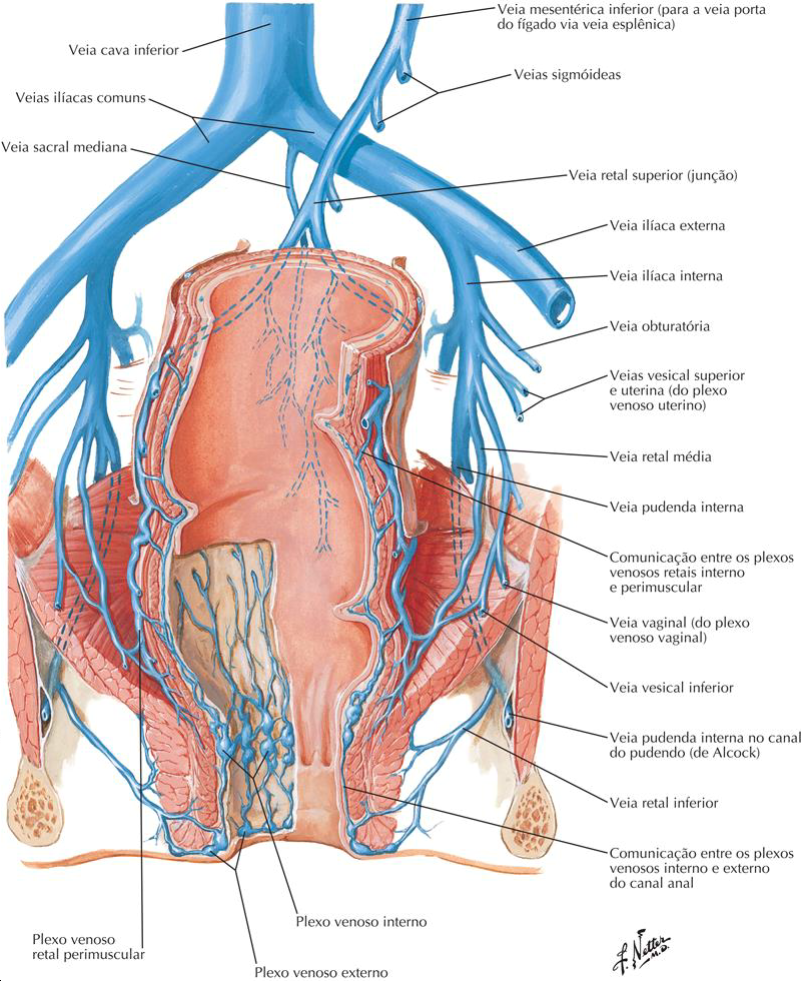 Veia mesentérica inferior (para a veia porta
do fígado via veia esplênica)
Veia cava inferior
Veias sigmóideas
Veias ilíacas comuns
Veia sacral mediana
Veia retal superior (junção)
Veia ilíaca externa
Veia ilíaca interna
Veia obturatória
Veias vesical superior
e uterina (do plexo
venoso uterino)
Veia retal média
Veia pudenda interna
Comunicação entre os plexos
venosos retais interno
e perimuscular
Veia vaginal (do plexo
venoso vaginal)
Veia vesical inferior
Veia pudenda interna no canal
do pudendo (de Alcock)
Veia retal inferior
Comunicação entre os plexos
venosos interno e externo
do canal anal
Plexo venoso interno
Plexo venoso
retal perimuscular
Plexo venoso externo
F. Netter
M.D.